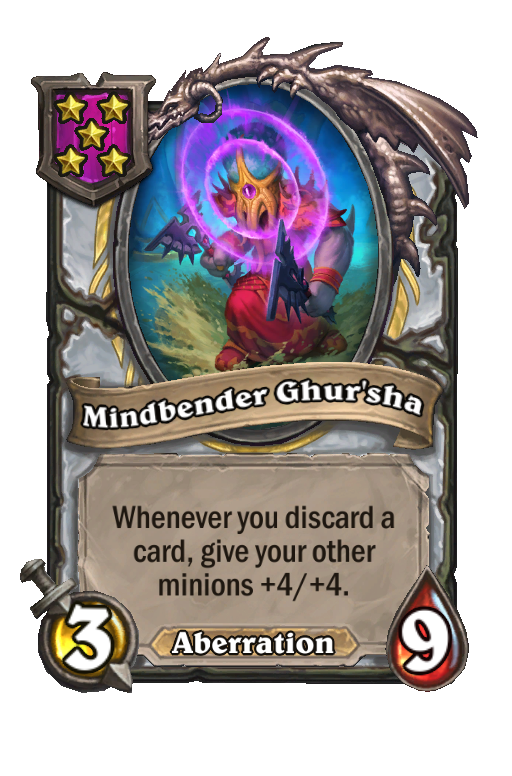 Mindbender Ghur'sha
Whenever you discard a
card, give your other
minions +4/+4.
3
Aberration
9